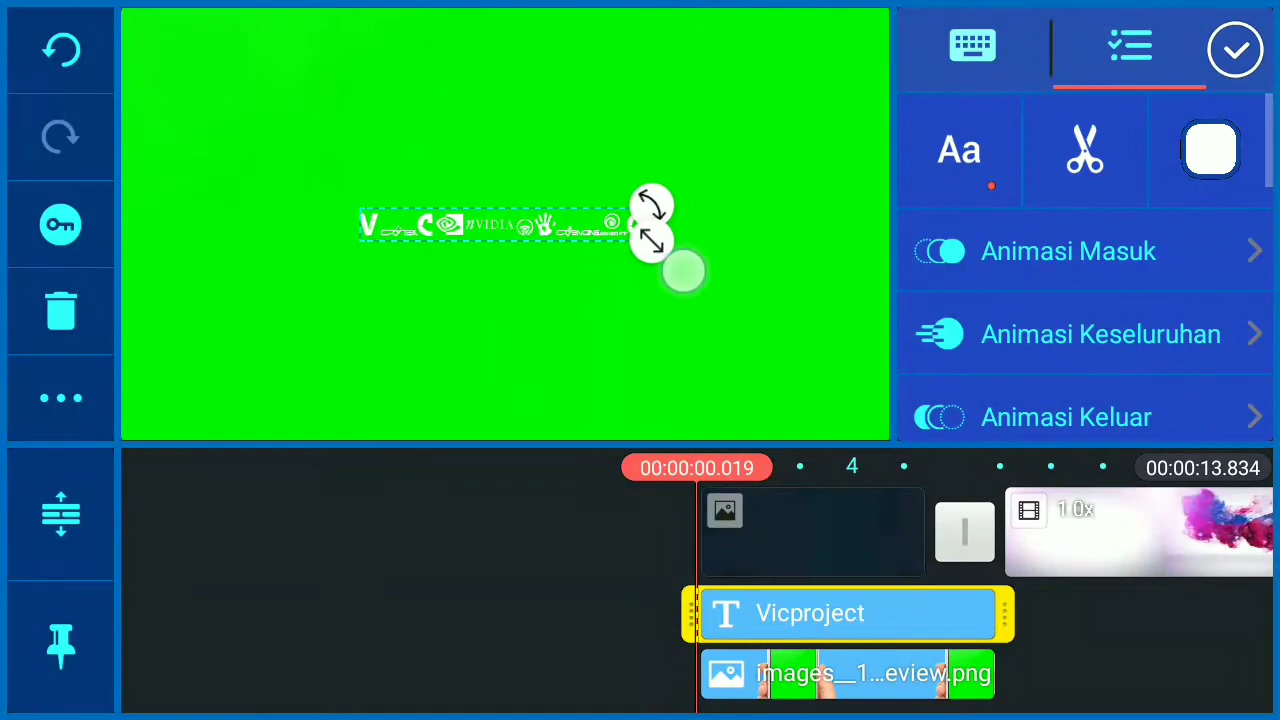 Aa
Animasi Masuk
Animasi Keseluruhan
Animasi Keluar
NVIDIA
00:00:00.019
4
00:00:13.834
1.0x
T Vicproject
images__1...eview.png